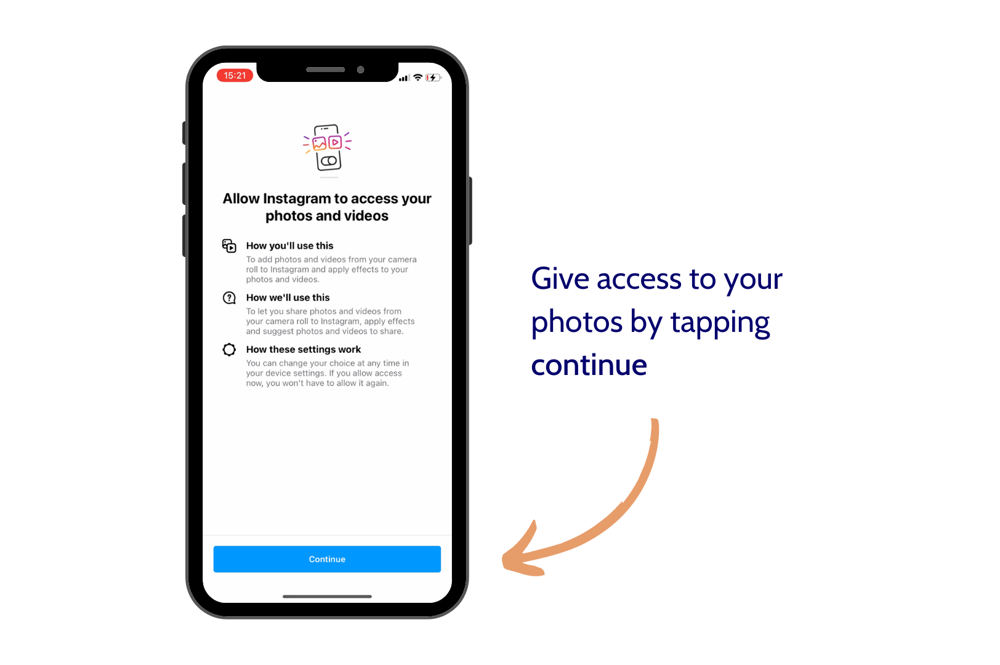 15:21
Allow Instagram to access your
photos and videos
How you'll use this
To add photos and videos from your camera
roll to Instagram and apply effects to your
photos and videos.
How we'll use this
To let you share photos and videos from
your camera roll to Instagram, apply effects
and suggest photos and videos to share.
How these settings work
You can change your choice at any time in
your device settings. If you allow access
now, you won't have to allow it again.
Continue
Give access to your
photos by tapping
continue